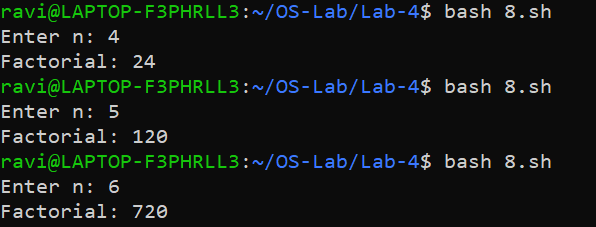 ravi@LAPTOP-F3PHRLL3:~/OS-Lab/Lab-4$ bash 8.sh
Enter n: 4
Factorial: 24
ravi@LAPTOP-F3PHRLL3:~/OS-Lab/Lab-4$ bash 8.sh
Enter n: 5
Factorial: 120
ravi@LAPTOP-F3PHRLL3:~/OS-Lab/Lab-4$ bash 8.sh
Enter n: 6
Factorial: 720